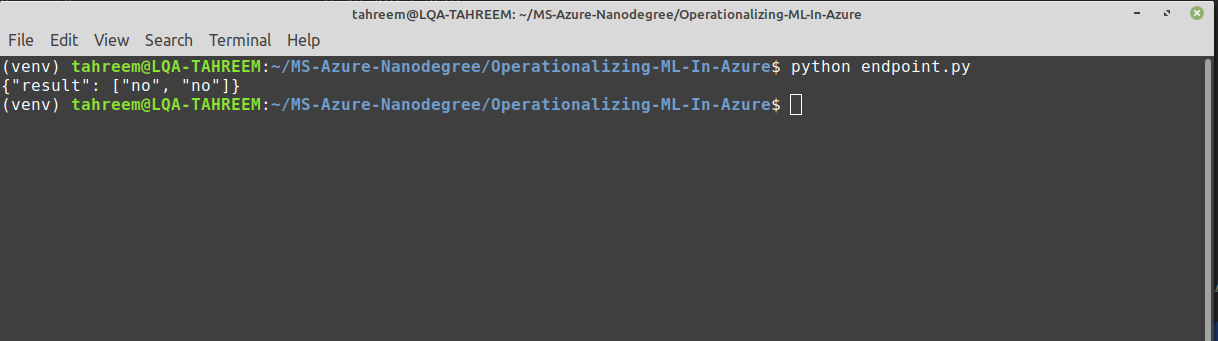 tahreem@LQA-TAHREEM: ~/MS-Azure-Nanodegree/Operationalizing-ML-In-Azure
File Edit View Search Terminal Help
(venv) tahreem@LQA-TAHREEM:~/MS-Azure-Nanodegree/Operationalizing-ML-In-Azure$ python endpoint.py
{"result": ["no", "no"]}
(venv) tahreem@LQA-TAHREEM:~/MS-Azure-Nanodegree/Operationalizing-ML-In-Azure$